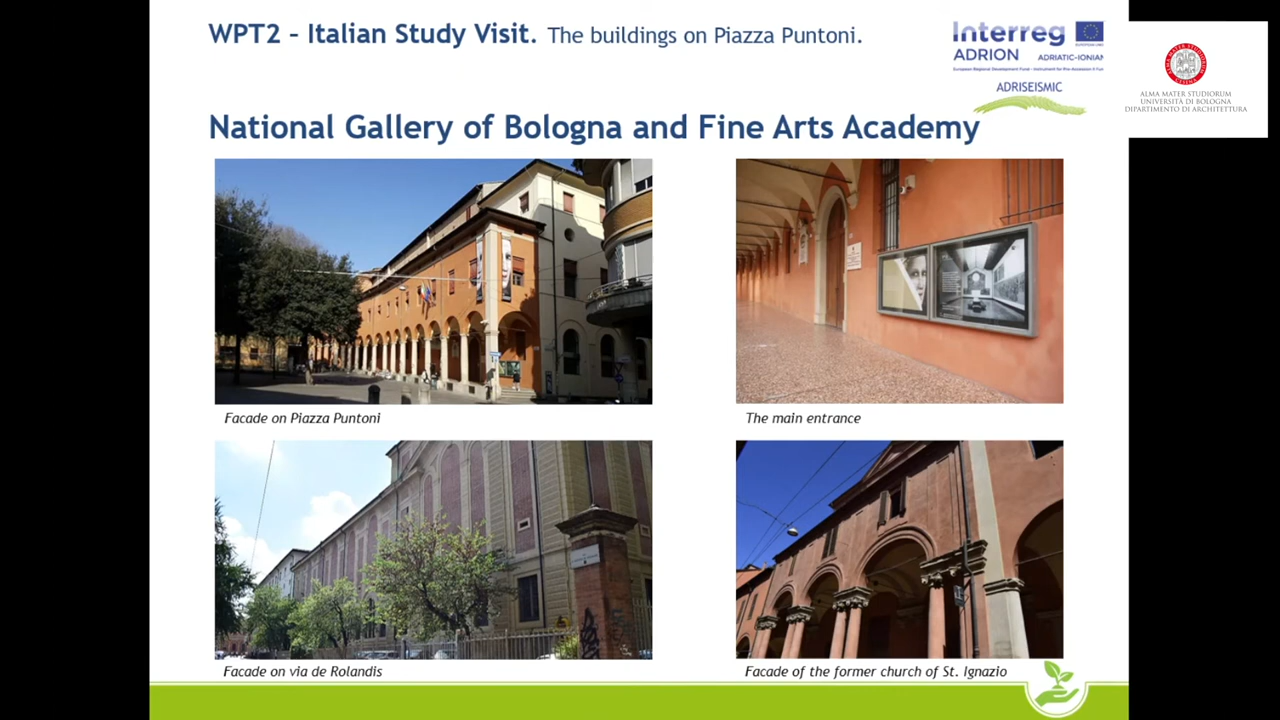 WPT2 – Italian Study Visit. The buildings on Piazza Puntoni.
Interreg
ADRION ADRIATIC-IONIAN
European Regional Development Fund - Instrument for Pre-Accession II Fun
ADRISEISMIC
ALMA MATER STUDIORUM
UNIVERSITÀ DI BOLOGNA
DIPARTIMENTO DI ARCHITETTURA
National Gallery of Bologna and Fine Arts Academy
Facade on Piazza Puntoni
The main entrance
Facade on via de Rolandis
Facade of the former church of St. Ignazio